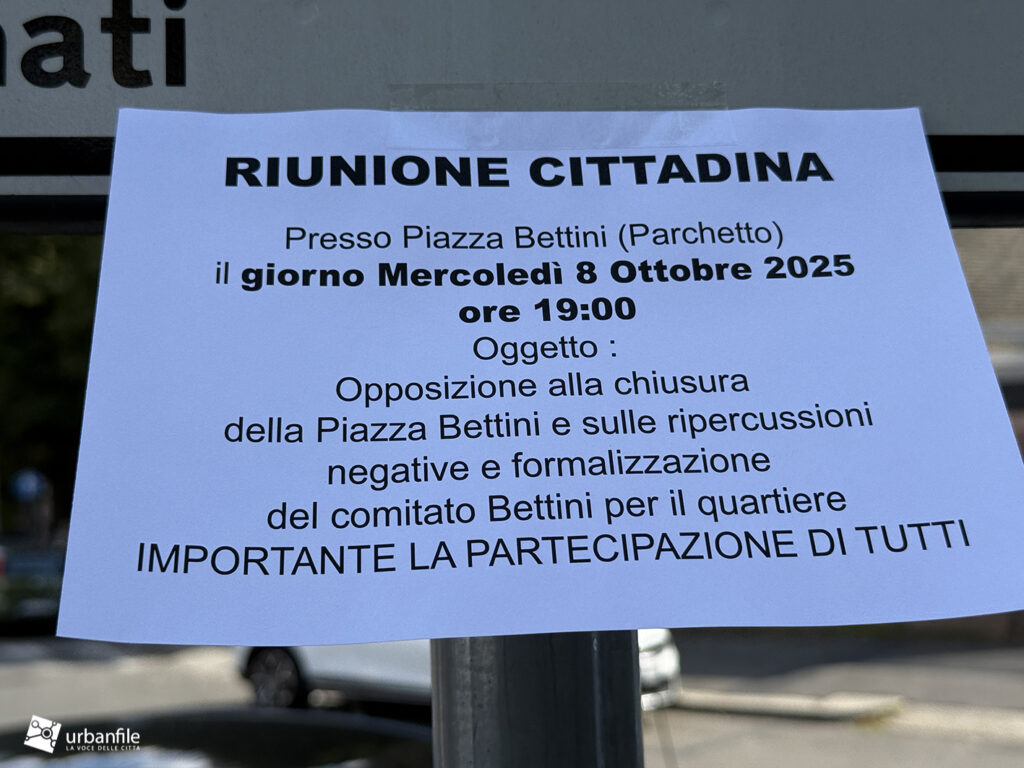 nati
RIUNIONE CITTADINA
Presso Piazza Bettini (Parchetto)
il giorno Mercoledì 8 Ottobre 2025
ore 19:00
Oggetto :
Opposizione alla chiusura
della Piazza Bettini e sulle ripercussioni
negative e formalizzazione
del comitato Bettini per il quartiere
IMPORTANTE LA PARTECIPAZIONE DI TUTTI
urbanfile
LA VOCE DELLE CITTÀ